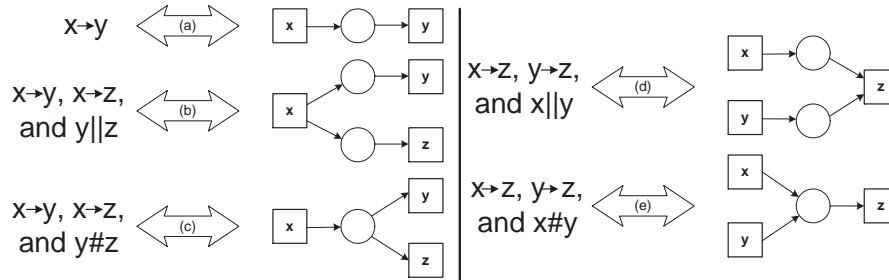 x→y
(a)
x
y
x→y, x→z,
and y||z
(b)
x
y
z
x→y, x→z,
and y#z
(c)
x
y
z
x→z, y→z,
and x||y
(d)
x
y
z
x→z, y→z,
and x#y
(e)
x
y
z